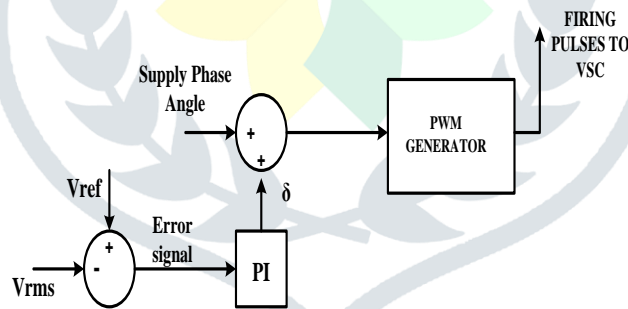 FIRING
PULSES TO
VSC
Supply Phase
Angle
+
+
PWM
GENERATOR
δ
Vref
+
-
Error
signal
PI
Vrms